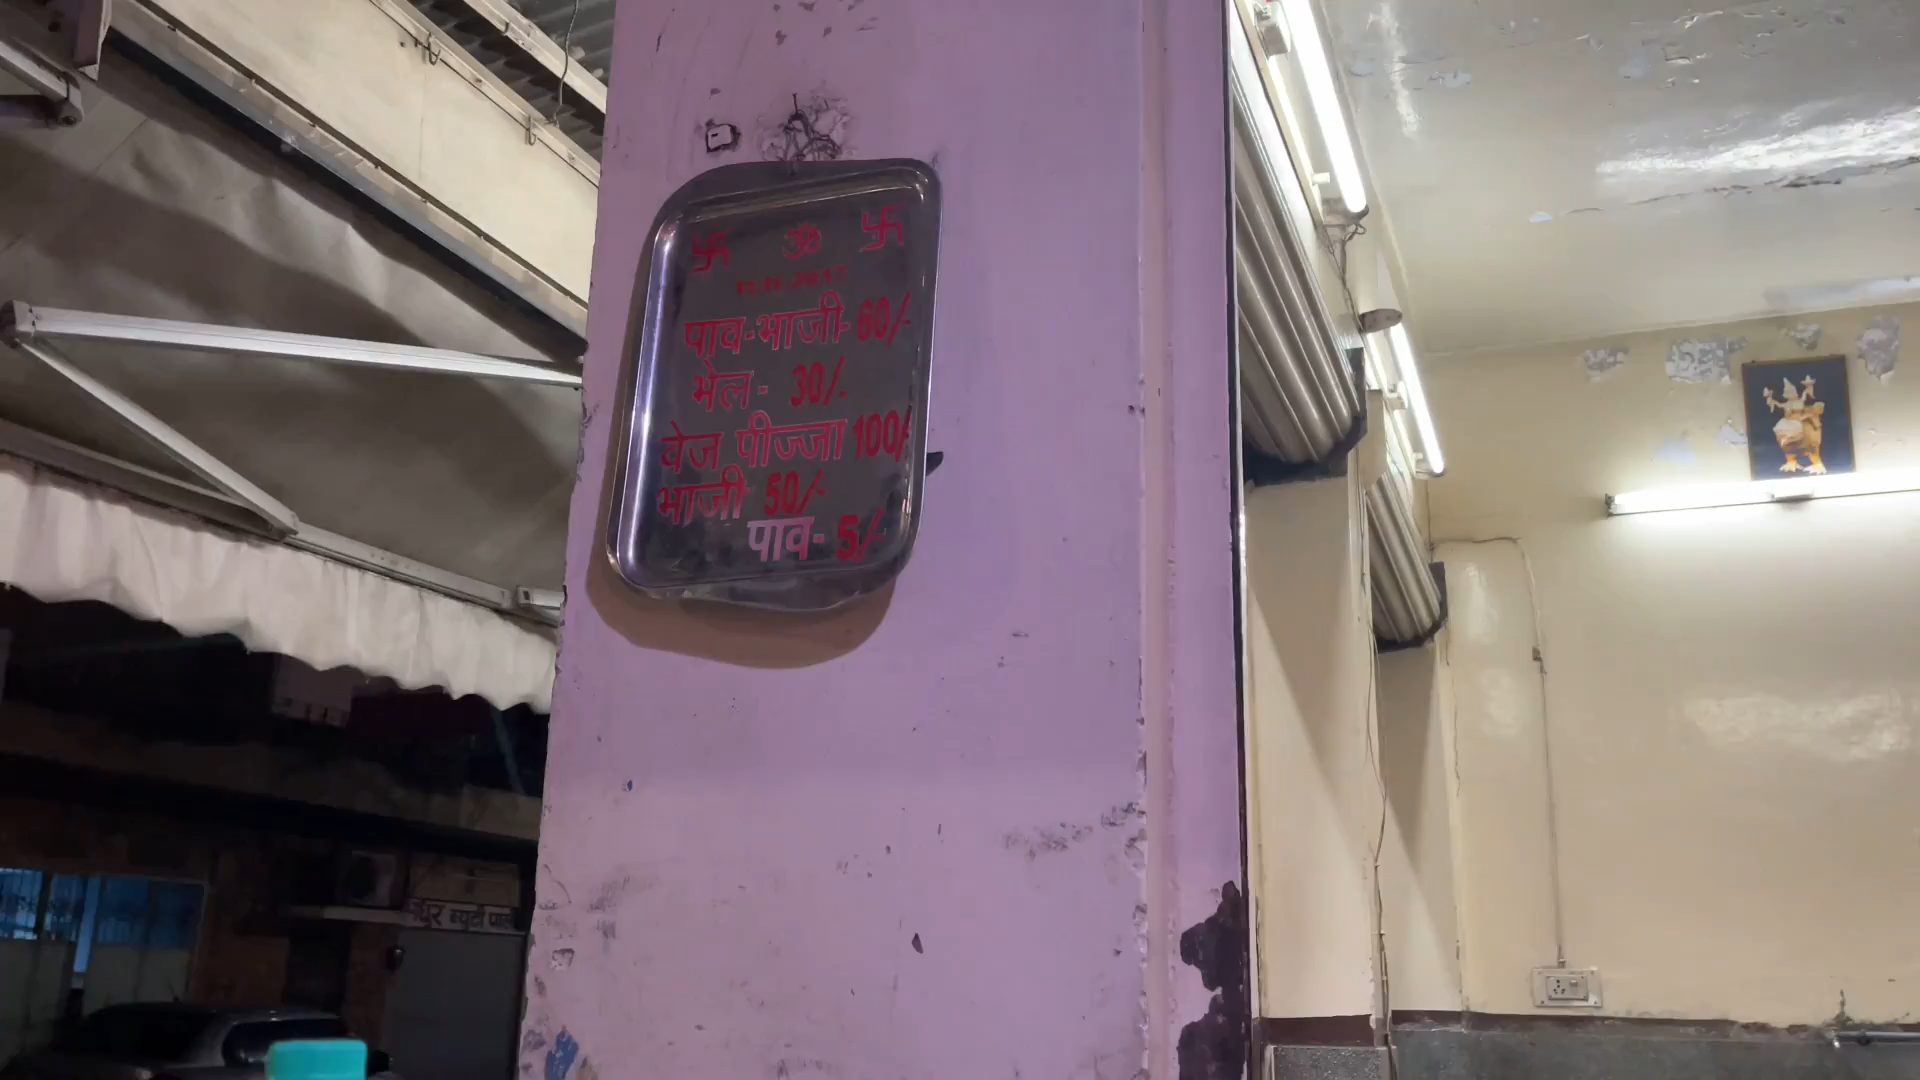 卐 ॐ 卐
पाव-भाजी- 60/-
भेल- 30/-
वेज पीज्जा 100/-
भाजी 50/-
पाव- 5/-